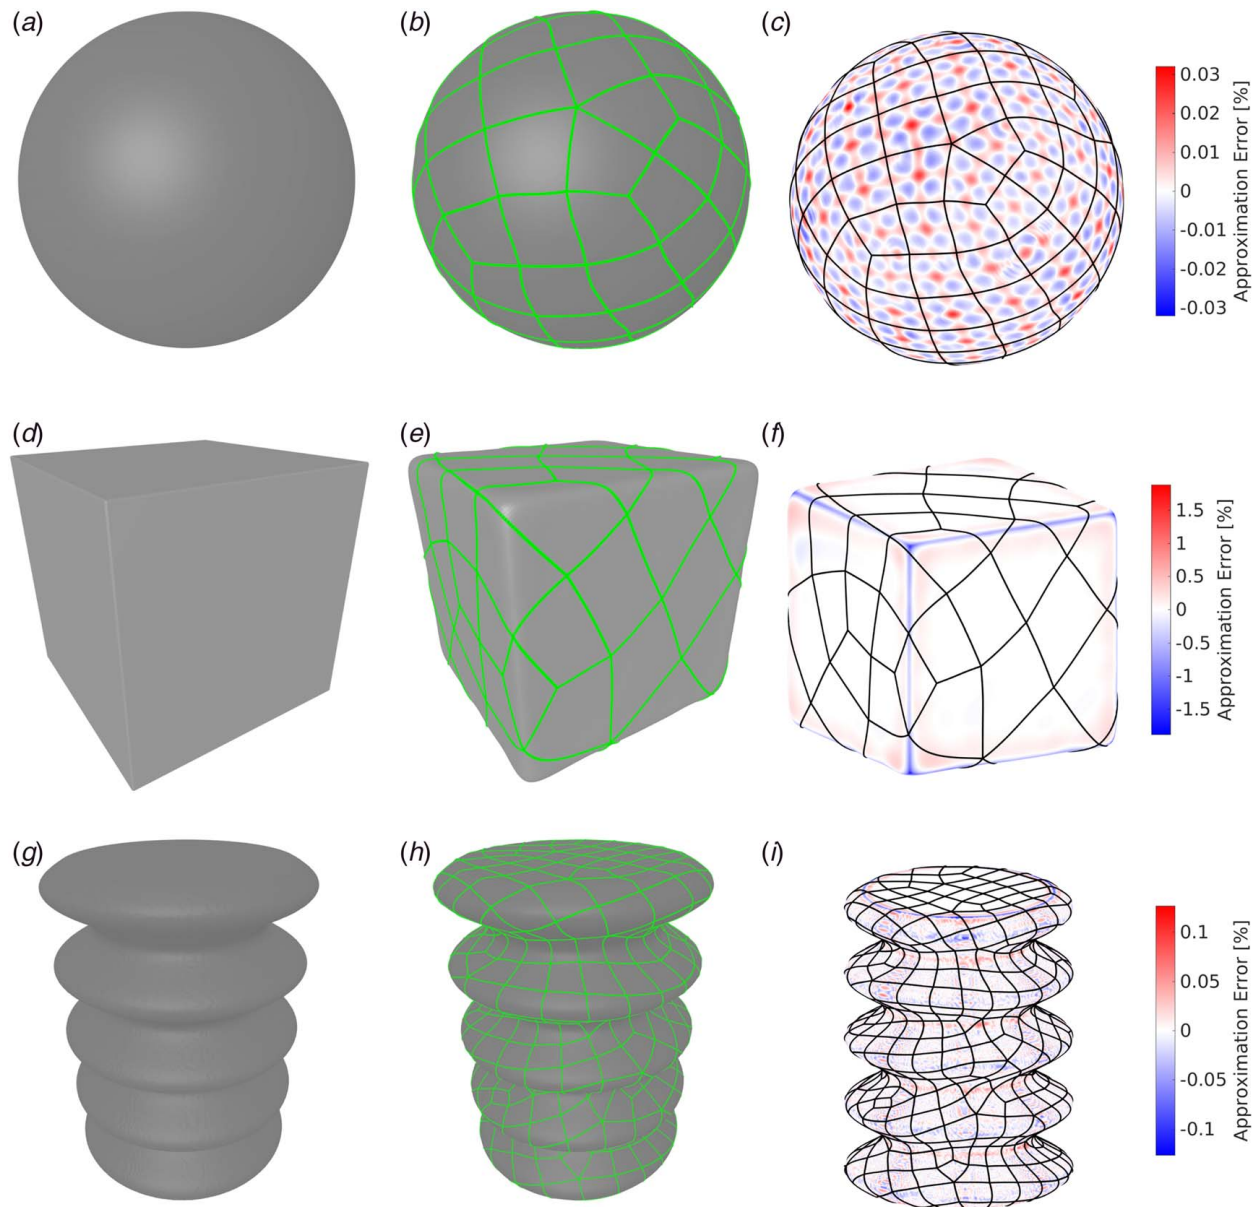 (a)
(b)
(c)
0.03
0.02
0.01
0
-0.01
-0.02
-0.03
Approximation Error [%]
(d)
(e)
(f)
1.5
1
0.5
0
-0.5
-1
-1.5
Approximation Error [%]
(g)
(h)
(i)
0.1
0.05
0
-0.05
-0.1
Approximation Error [%]